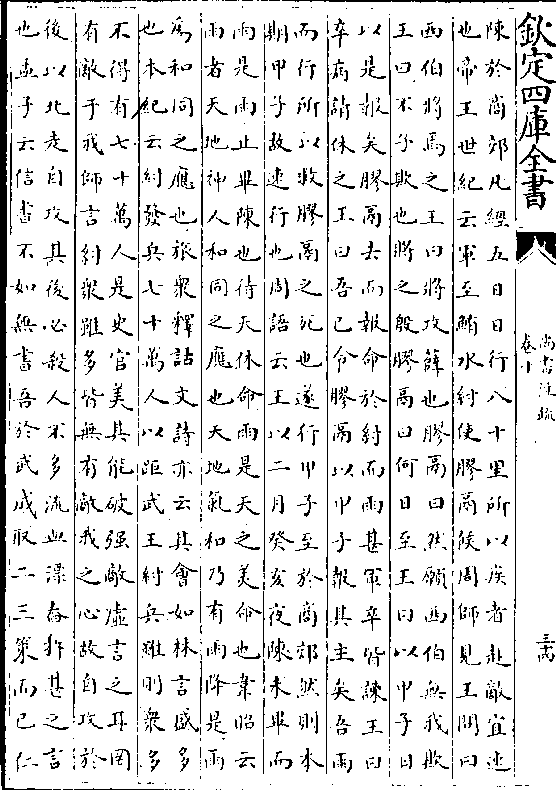 欽定四庫全書
尚書注疏
卷十
陳於商郊凡經五日日行八十里所以疾者赴敵宜速
也帝王世紀云軍至鮪水紂使膠鬲候周師見王問曰
西伯將焉之王曰將攻薛也膠鬲曰然願西伯無我欺
王曰不子欺也將之殷膠鬲曰何日至王曰以甲子日
以是報矣膠鬲去而報命於紂而雨甚軍卒皆諫王曰
卒病請休之王曰吾已令膠鬲以甲子報其主矣吾雨
而行所以救膠鬲之死也遂行甲子至於商郊然則本
期甲子故速行也周語云王以二月癸亥夜陳未畢而
雨是雨止畢陳也待天休命雨是天之美命也韋昭云
雨者天地神人和同之應也天地氣和乃有雨降是雨
為和同之應也旅衆釋詁文詩亦云其會如林言盛多
也本紀云紂發兵七十萬人以距武王紂兵雖則衆多
不得有七十萬人是史官美其能破强敵虛言之耳罔
有敵于我師言紂衆雖多皆無有敵我之心故自攻於
後以北走自攻其後必殺人不多流血漂舂杵甚之言
也孟子云信書不如無書吾於武成取二三策而已仁